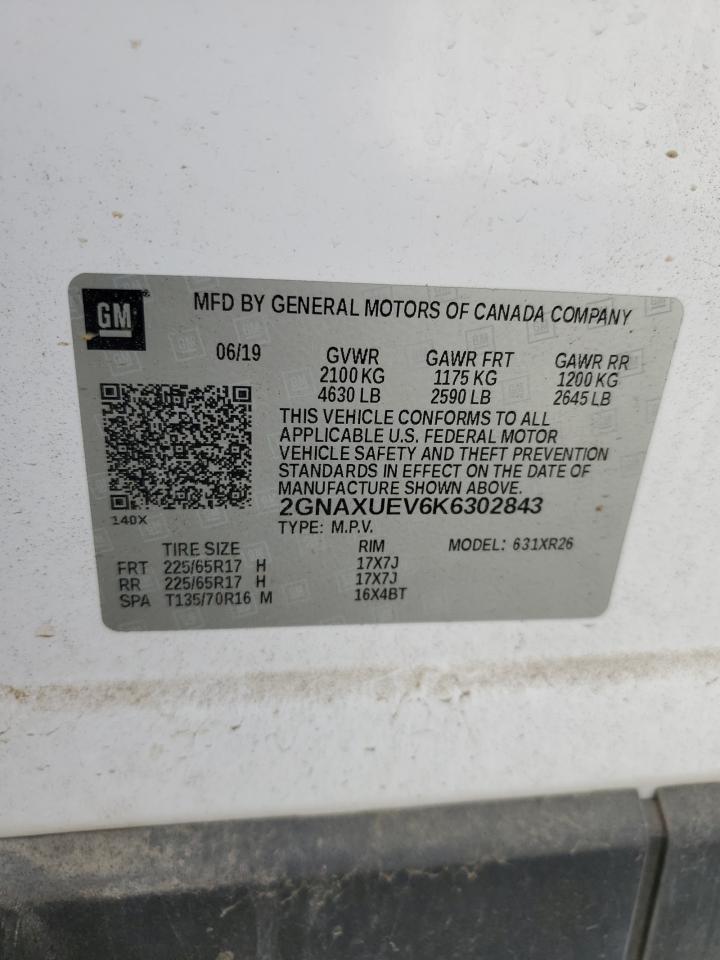 GM
MFD BY GENERAL MOTORS OF CANADA COMPANY
06/19 GVWR GAWR FRT GAWR RR
2100 KG 1175 KG 1200 KG
4630 LB 2590 LB 2645 LB
THIS VEHICLE CONFORMS TO ALL
APPLICABLE U.S. FEDERAL MOTOR
VEHICLE SAFETY AND THEFT PREVENTION
STANDARDS IN EFFECT ON THE DATE OF
MANUFACTURE SHOWN ABOVE.
140X 2GNAXUEV6K6302843
TYPE: M.P.V.
TIRE SIZE RIM MODEL: 631XR26
FRT 225/65R17 H 17X7J
RR 225/65R17 H 17X7J
SPA T135/70R16 M 16X4BT